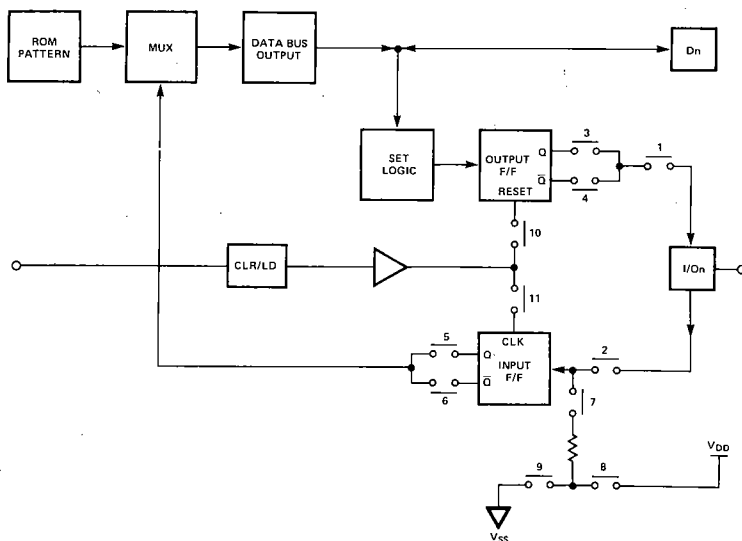 ROM
PATTERN
MUX
DATA BUS
OUTPUT
Dn
SET
LOGIC
OUTPUT
F/F
RESET
Q
Q̅
3
4
1
10
CLR/LD
11
I/On
CLK
INPUT
F/F
Q
Q̅
5
6
2
7
9
8
VDD
VSS